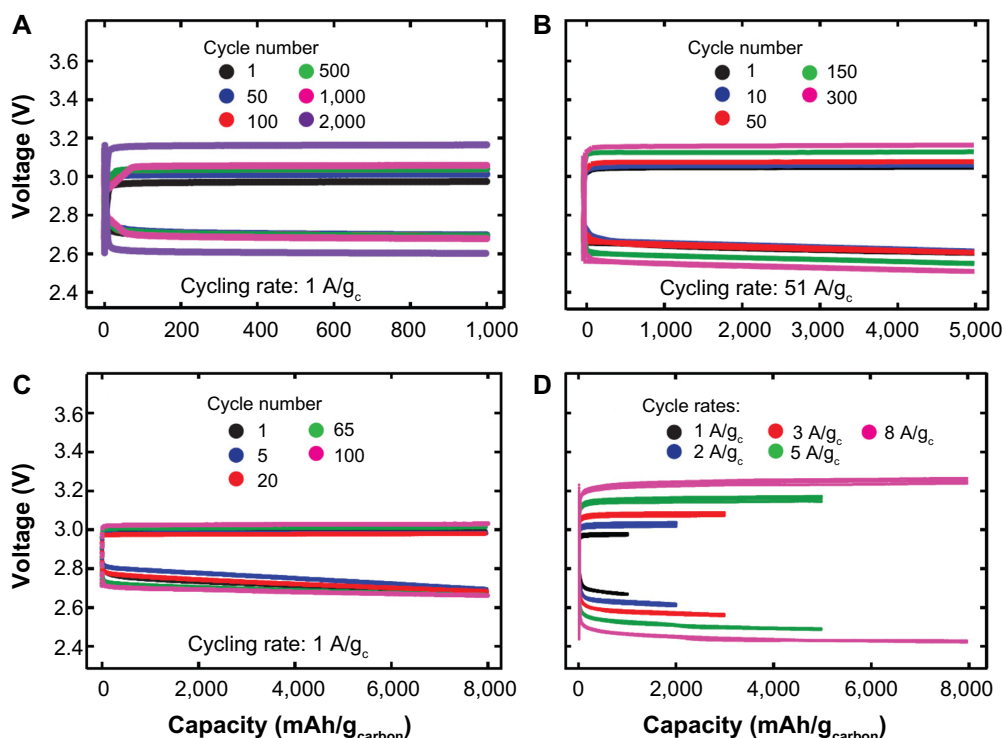 A
Cycle number
1
500
50
1,000
100
2,000
Voltage (V)
3.6
3.2
3.0
2.8
2.6
2.4
Cycling rate: 1 A/gc
0
200
400
600
800
1,000
B
Cycle number
1
150
10
300
50
Cycling rate: 51 A/gc
0
1,000
2,000
3,000
4,000
5,000
C
Cycle number
1
65
5
100
20
Voltage (V)
3.6
3.2
3.0
2.8
2.6
2.4
Cycling rate: 1 A/gc
2,000
4,000
6,000
8,000
Capacity (mAh/gcarbon)
D
Cycle rates:
1 A/gc
3 A/gc
8 A/gc
2 A/gc
5 A/gc
0
2,000
4,000
6,000
8,000
Capacity (mAh/gcarbon)